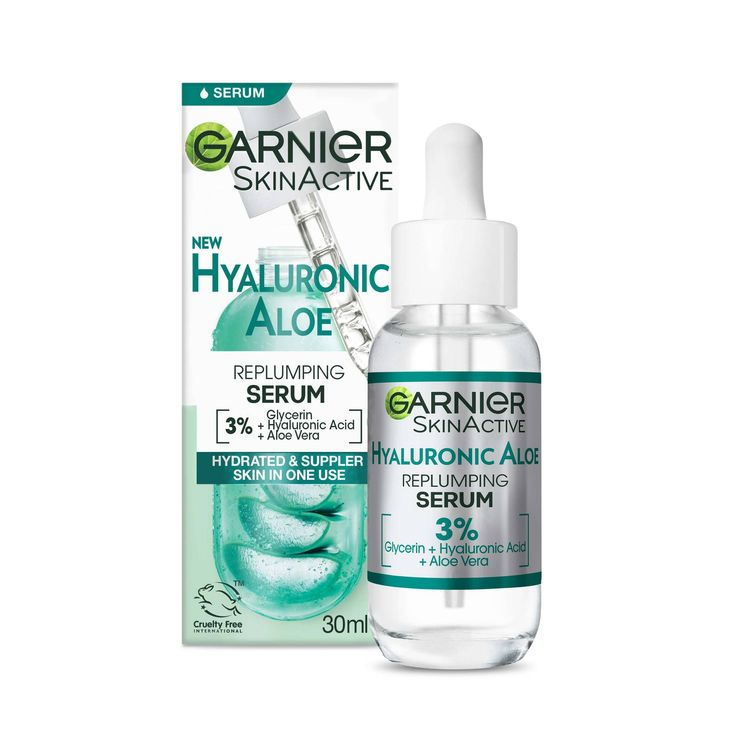 SERUM
GARNIER
SKINACTIVE
NEW
HYALURONIC
ALOE
REPLUMPING
SERUM
3%
Glycerin
+ Hyaluronic Acid
+ Aloe Vera
HYDRATED & SUPPLER
SKIN IN ONE USE
TM
Cruelty Free
INTERNATIONAL
30ml
GARNIER
SKINACTIVE
HYALURONIC ALOE
REPLUMPING
SERUM
3%
Glycerin + Hyaluronic Acid
+ Aloe Vera